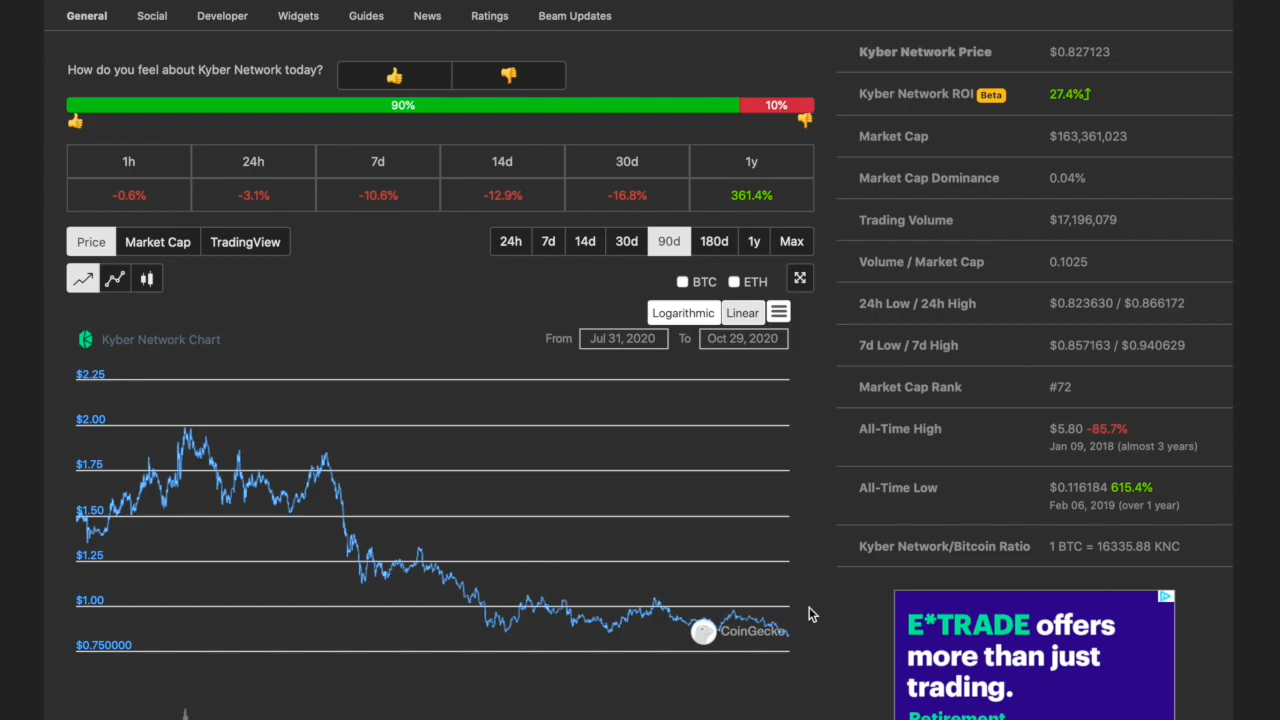 General Social Developer Widgets Guides News Ratings Beam Updates
How do you feel about Kyber Network today?
90% 10%
1h 24h 7d 14d 30d 1y
-0.6% -3.1% -10.6% -12.9% -16.8% 361.4%
Price Market Cap TradingView
24h 7d 14d 30d 90d 180d 1y Max
BTC ETH
Logarithmic Linear
Kyber Network Chart
From Jul 31, 2020 To Oct 29, 2020
$2.25
$2.00
$1.75
$1.50
$1.25
$1.00
$0.750000
CoinGecko
Kyber Network Price $0.827123
Kyber Network ROI Beta 27.4%
Market Cap $163,361,023
Market Cap Dominance 0.04%
Trading Volume $17,196,079
Volume / Market Cap 0.1025
24h Low / 24h High $0.823630 / $0.866172
7d Low / 7d High $0.857163 / $0.940629
Market Cap Rank #72
All-Time High $5.80 -85.7%
Jan 09, 2018 (almost 3 years)
All-Time Low $0.116184 615.4%
Feb 06, 2019 (over 1 year)
Kyber Network/Bitcoin Ratio 1 BTC = 16335.88 KNC
E*TRADE offers
more than just
trading.
Retirement